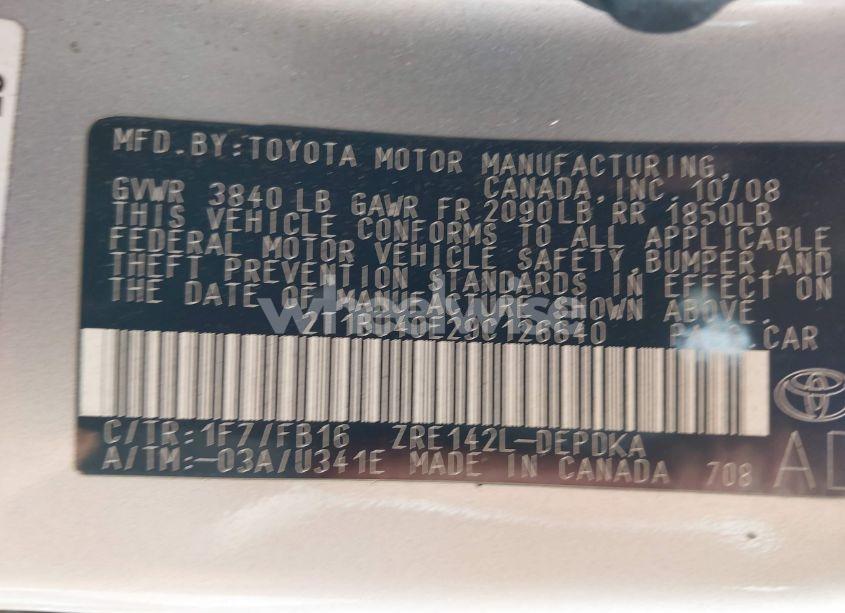 MFD.BY:TOYOTA MOTOR MANUFACTURING,
CANADA, INC. 10/08
GVWR 3840 LB GAWR FR 2090LB RR 1850LB
THIS VEHICLE CONFORMS TO ALL APPLICABLE
FEDERAL MOTOR VEHICLE SAFETY,BUMPER AND
THEFT PREVENTION STANDARDS IN EFFECT ON
THE DATE OF MANUFACTURE SHOWN ABOVE.
CAR
C/TR:1F7/FB16 ZRE142L-DEPDKA
A/TM:-03A/U341E MADE IN CANADA 708